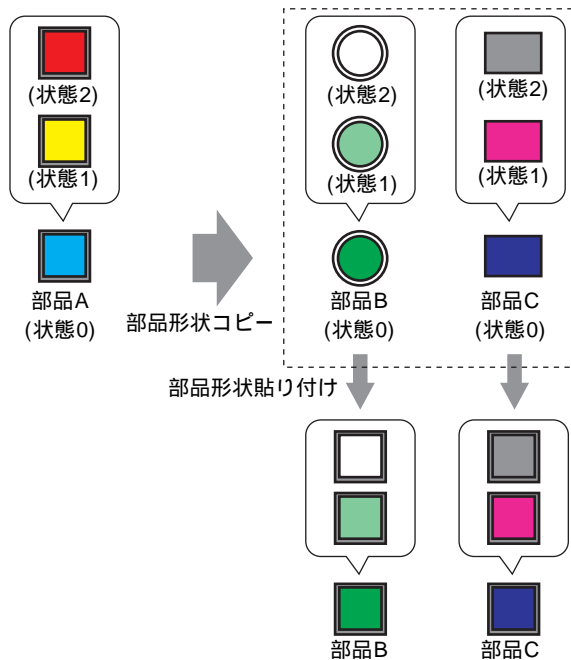 (状態2)
(状態1)
部品A
(状態0)
部品形状コピー
(状態2)
(状態1)
部品B
(状態0)
(状態2)
(状態1)
部品C
(状態0)
部品形状貼り付け
部品B
部品C